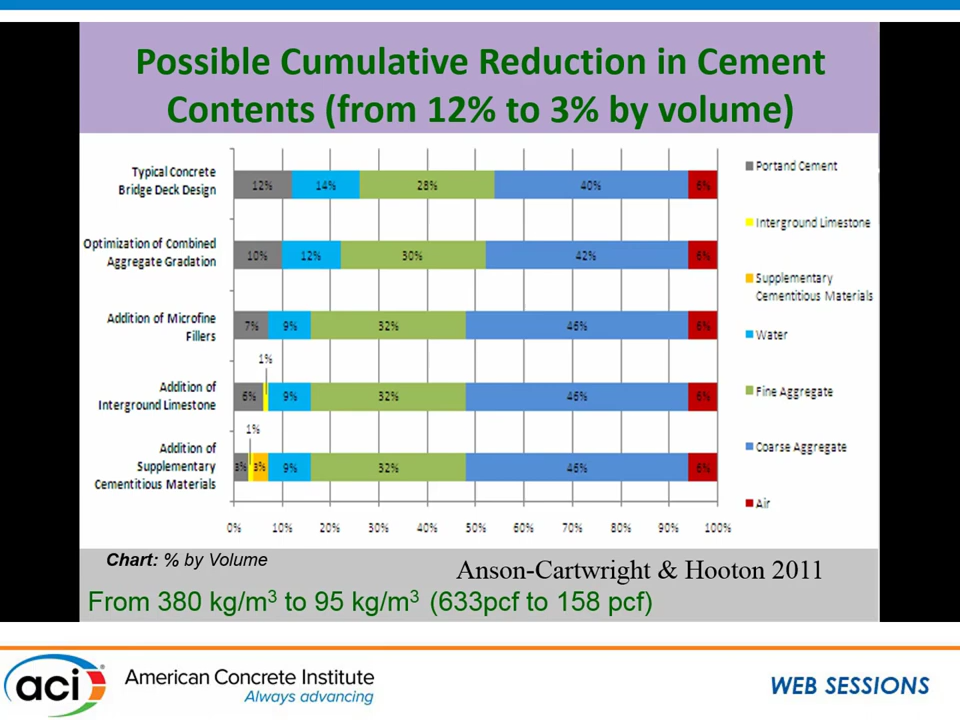 Possible Cumulative Reduction in Cement
Contents (from 12% to 3% by volume)
Typical Concrete
Bridge Deck Design
12% 14% 28% 40% 6%
Optimization of Combined
Aggregate Gradation
10% 12% 30% 42% 6%
Addition of Microfine
Fillers
7% 9% 32% 46% 6%
1%
Addition of
Interground Limestone
6% 9% 32% 46% 6%
1%
Addition of
Supplementary
Cementitious Materials
3% 3% 9% 32% 46% 6%
0% 10% 20% 30% 40% 50% 60% 70% 80% 90% 100%
Portand Cement
Interground Limestone
Supplementary
Cementitious Materials
Water
Fine Aggregate
Coarse Aggregate
Air
Chart: % by Volume
Anson-Cartwright & Hooton 2011
From 380 kg/m³ to 95 kg/m³ (633pcf to 158 pcf)
aci
American Concrete Institute
Always advancing
WEB SESSIONS